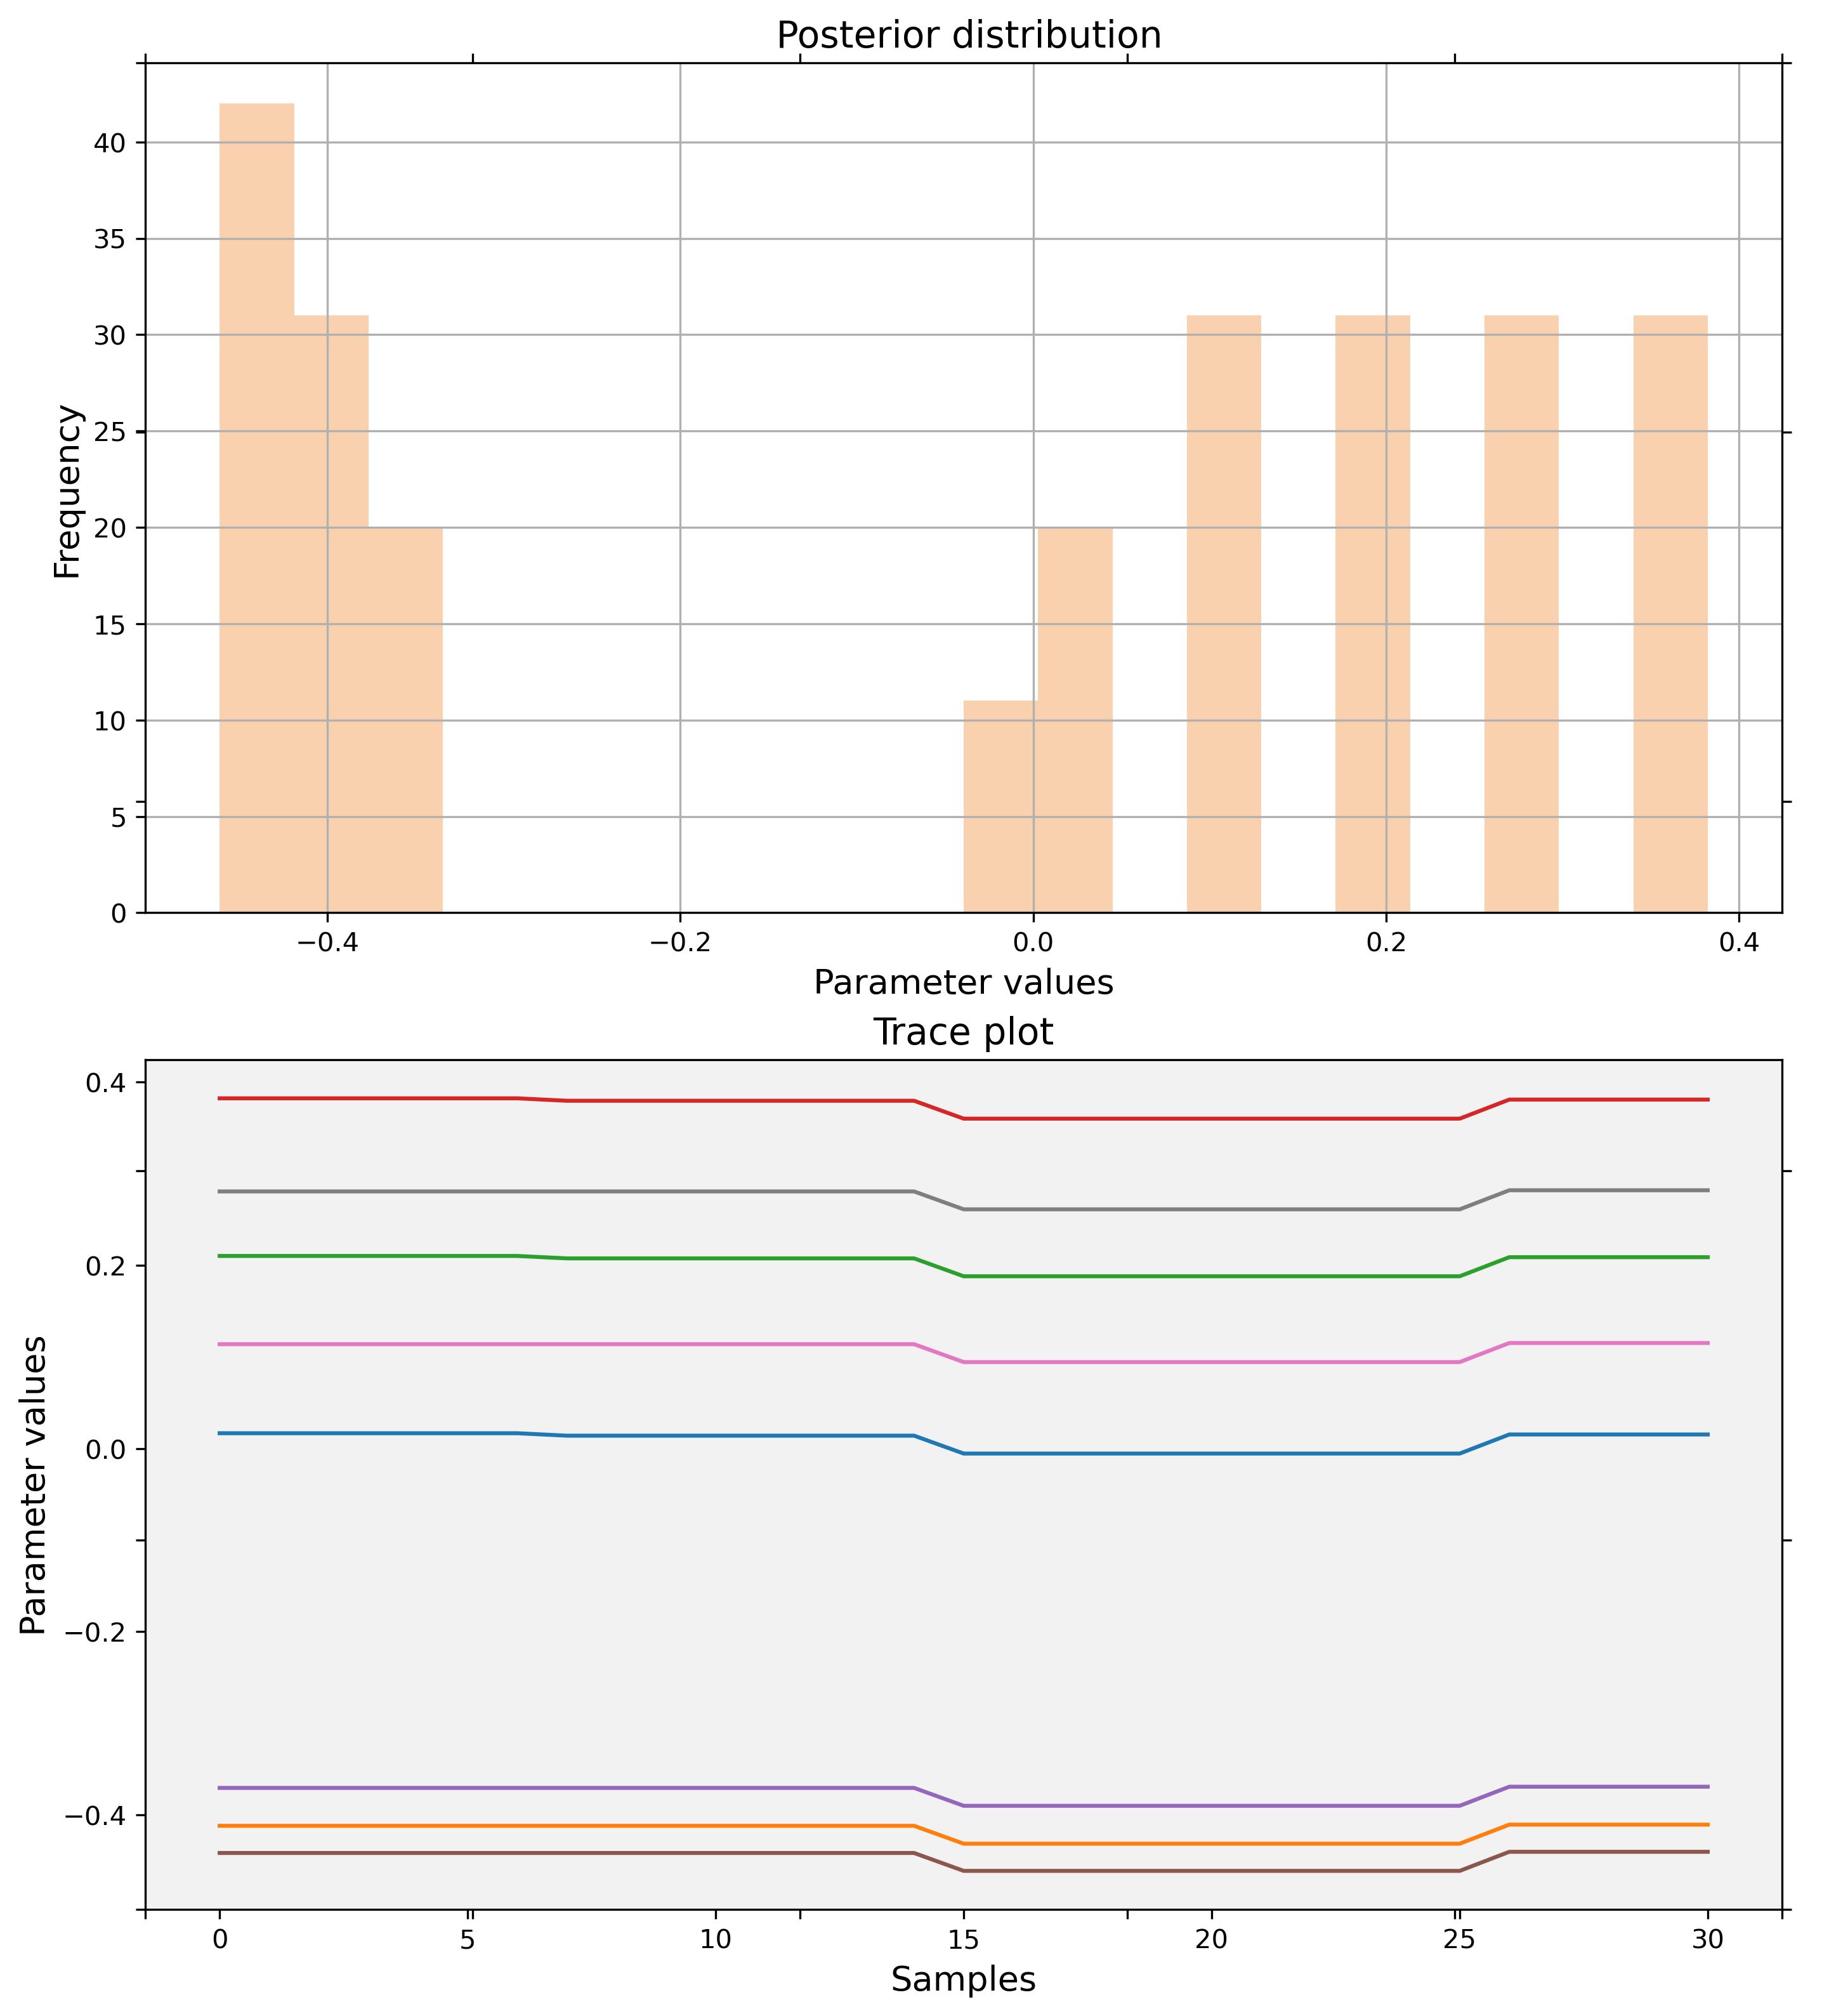 Posterior distribution
40
35
30
25
20
15
10
5
0
Frequency
−0.4 −0.2 0.0 0.2 0.4
Parameter values
Trace plot
0.4
0.2
0.0
−0.2
−0.4
Parameter values
0 5 10 15 20 25 30
Samples